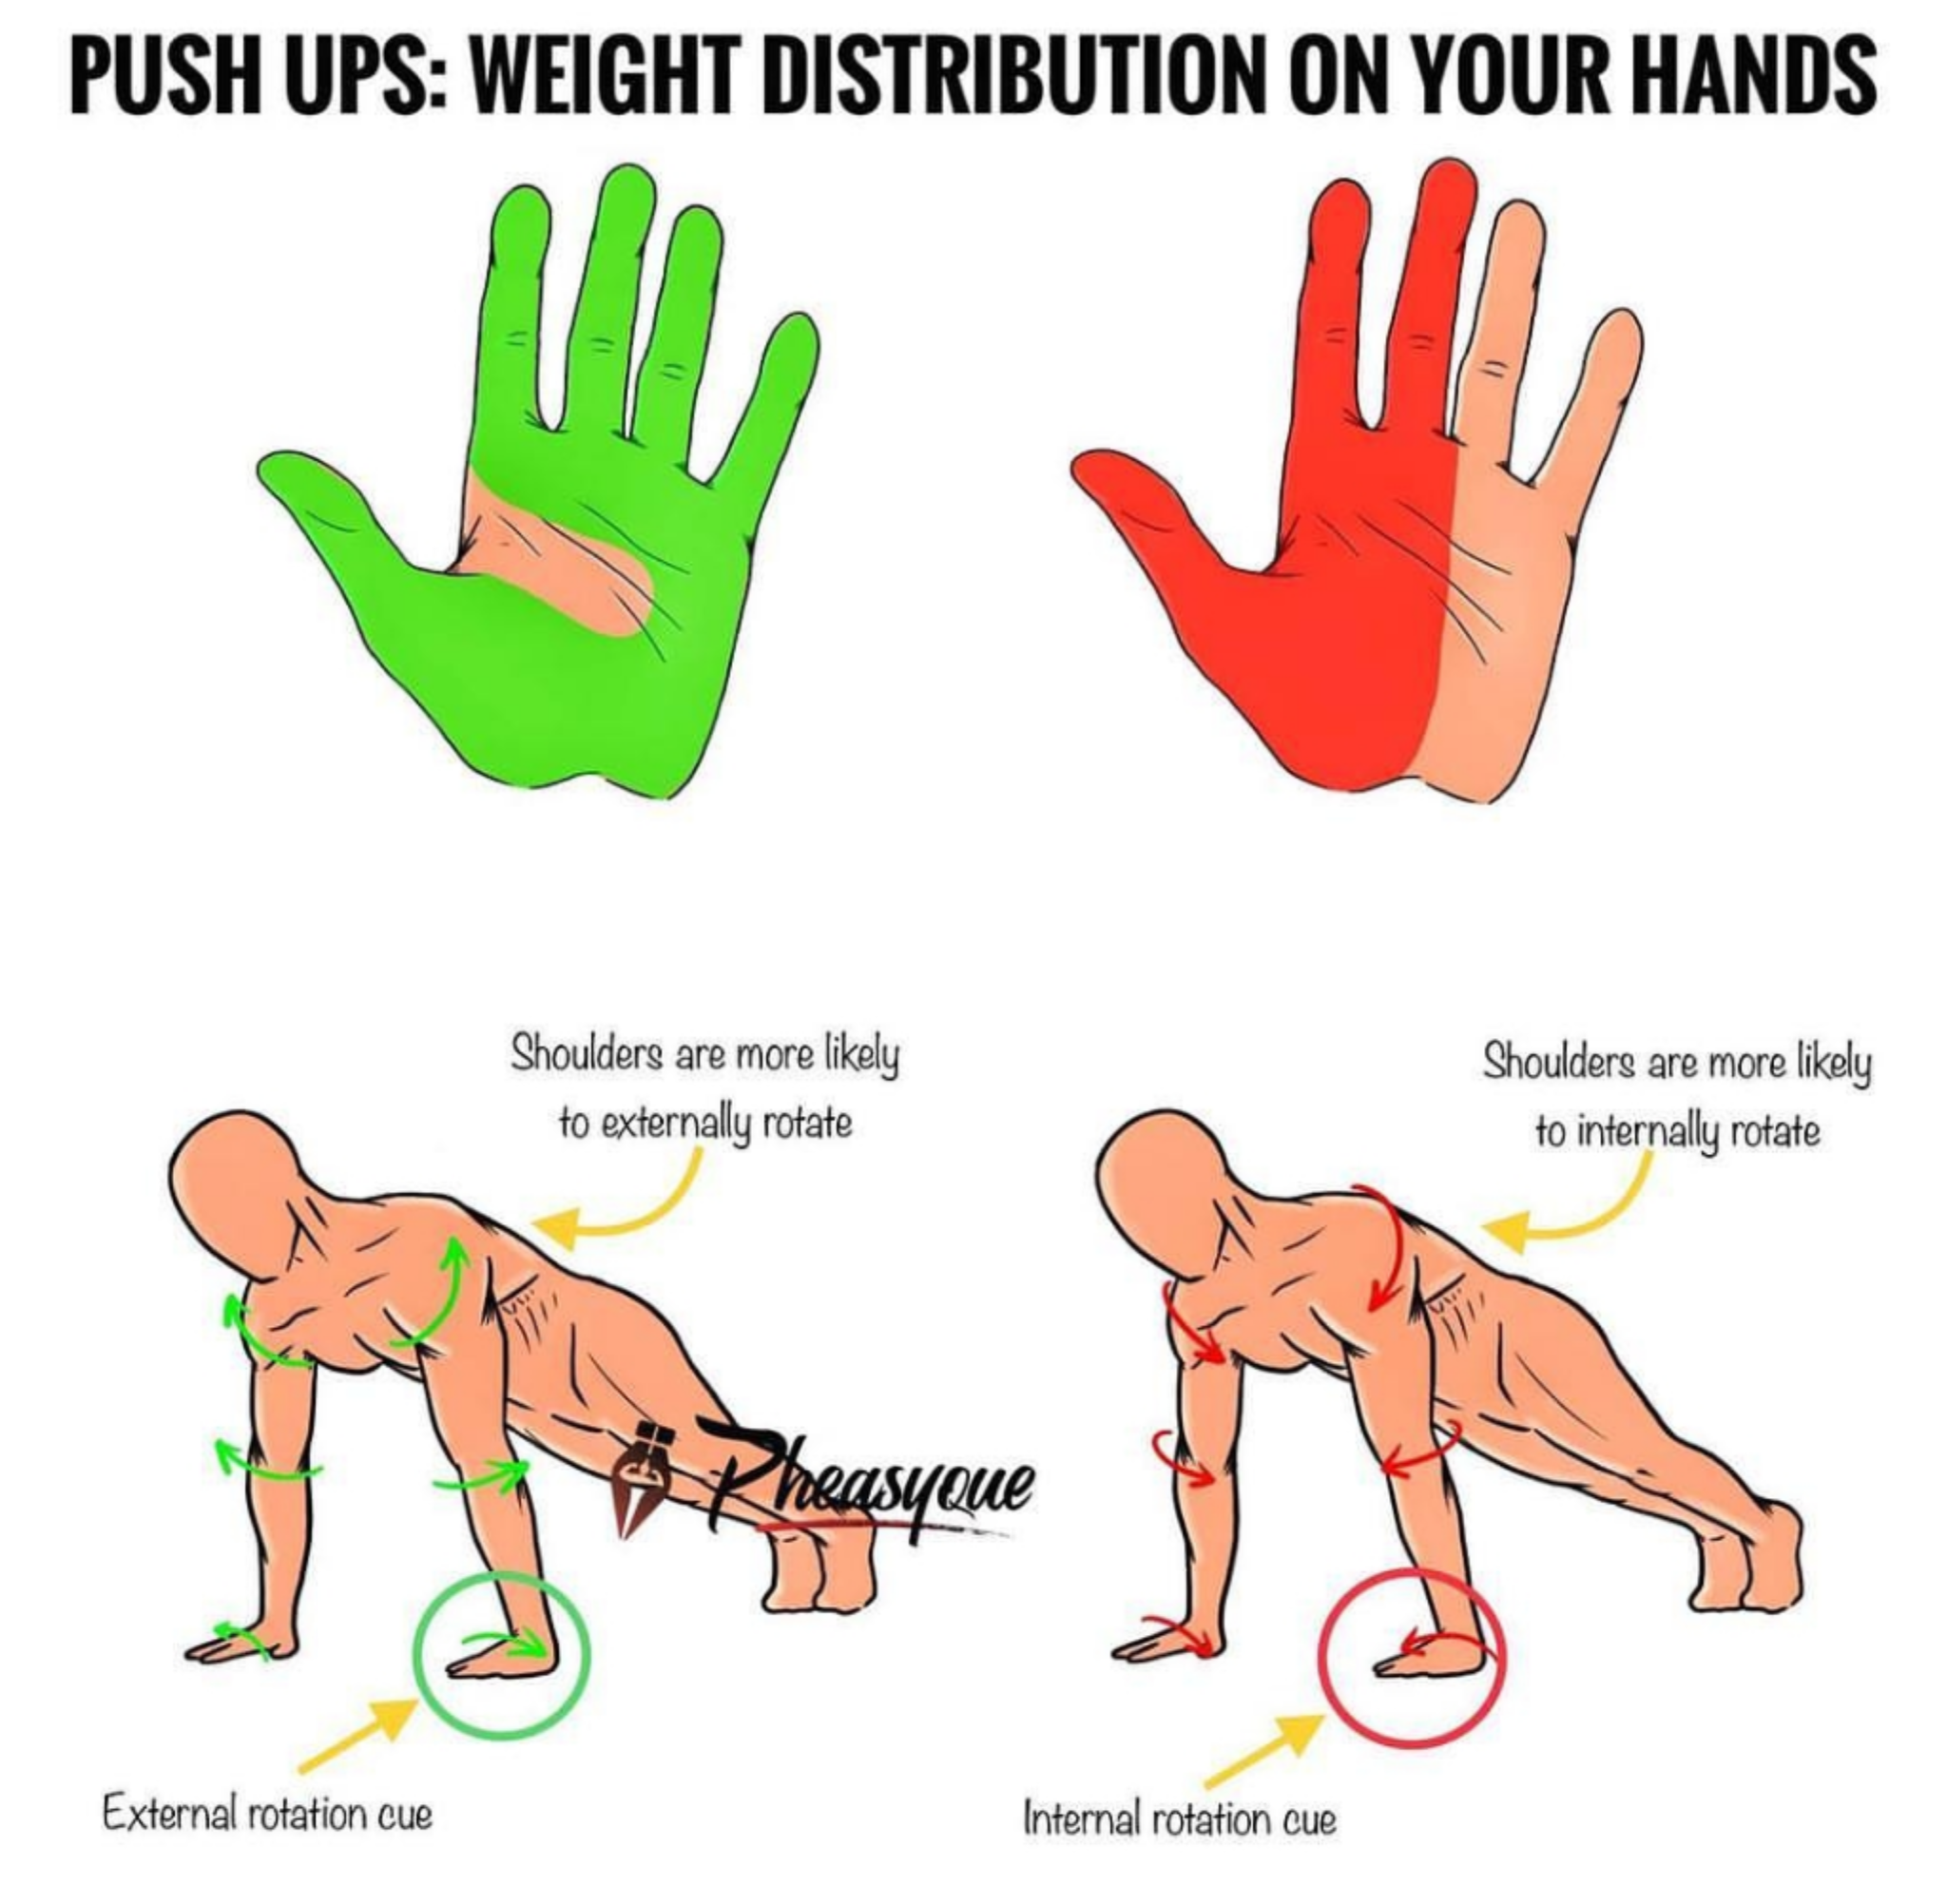 PUSH UPS: WEIGHT DISTRIBUTION ON YOUR HANDS
Shoulders are more likely
to externally rotate
Shoulders are more likely
to internally rotate
Pheasyque
External rotation cue
Internal rotation cue